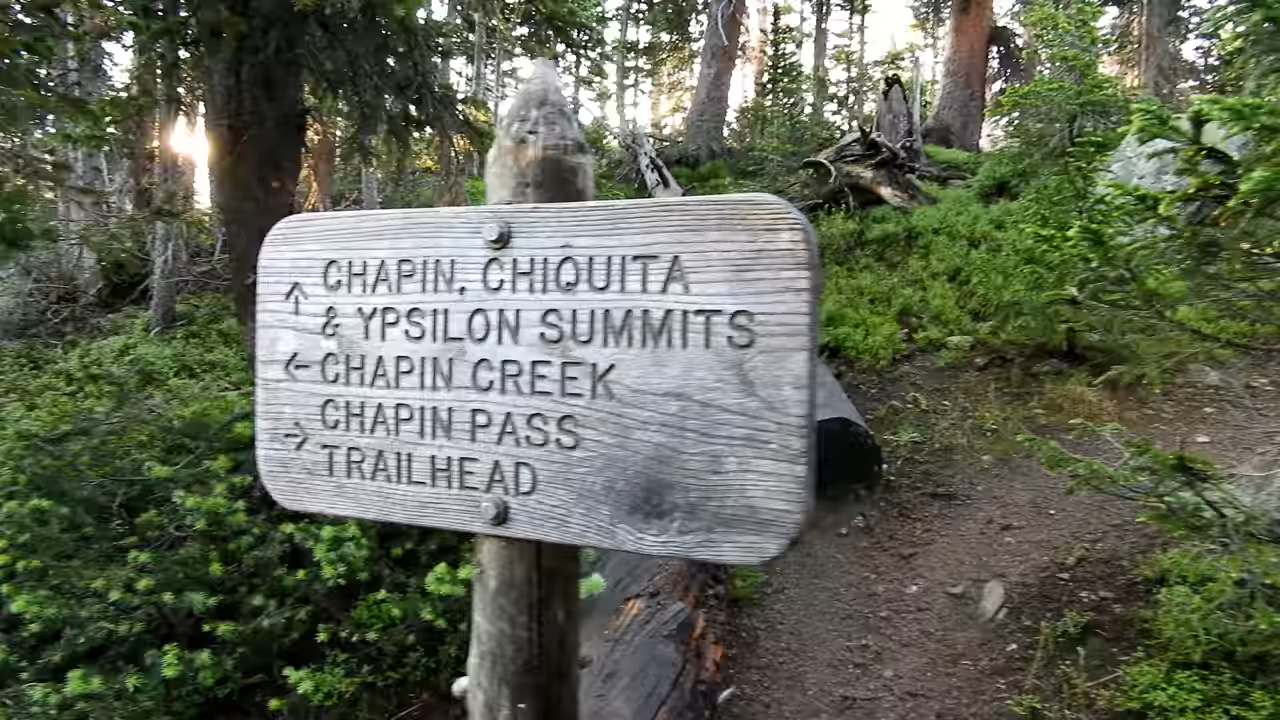 ↑ CHAPIN, CHIQUITA
& YPSILON SUMMITS
← CHAPIN CREEK
CHAPIN PASS
→ TRAILHEAD